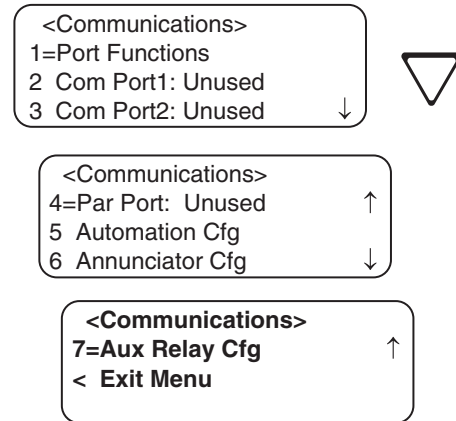 <Communications>
1=Port Functions
2 Com Port1: Unused
3 Com Port2: Unused ↓
<Communications>
4=Par Port: Unused ↑
5 Automation Cfg
6 Annunciator Cfg ↓
<Communications>
7=Aux Relay Cfg ↑
< Exit Menu